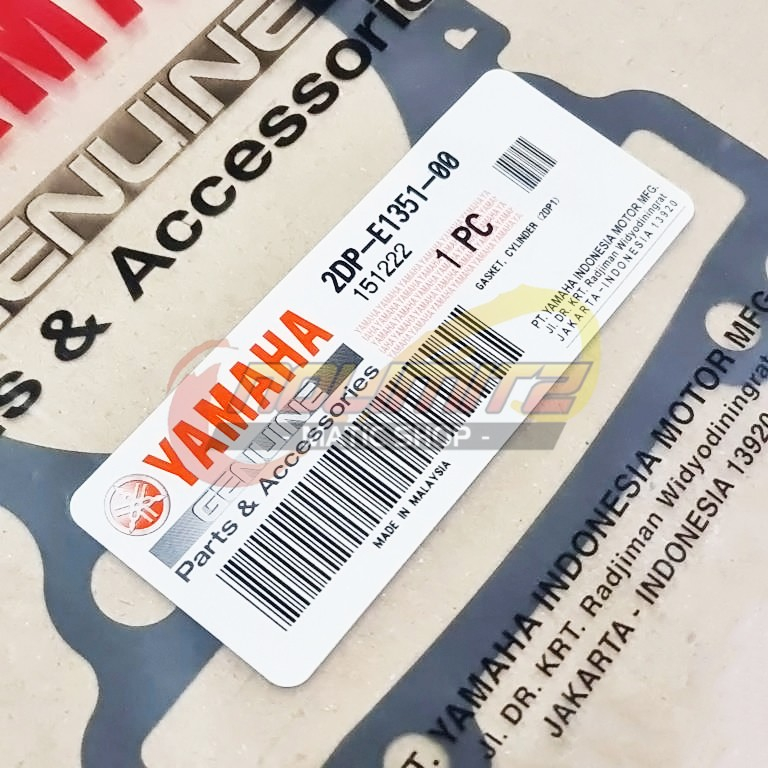 YAMAHA
GENUINE
Parts & Accessories
2DP-E1351-00
151222
YAMAHAYAMAHAYAMAHAYAMAHAYAMAHA
1 PC
GASKET, CYLINDER (2DP1)
PT. YAMAHA INDONESIA MOTOR MFG.
Jl. DR. KRT. Radjiman Widyodiningrat
JAKARTA - INDONESIA 13920
MADE IN MALAYSIA
GENUINE
& Accessories
s & Accessories
PT. YAMAHA INDONESIA MOTOR MFG.
Jl. DR. KRT. Radjiman Widyodiningrat
JAKARTA - INDONESIA 13920